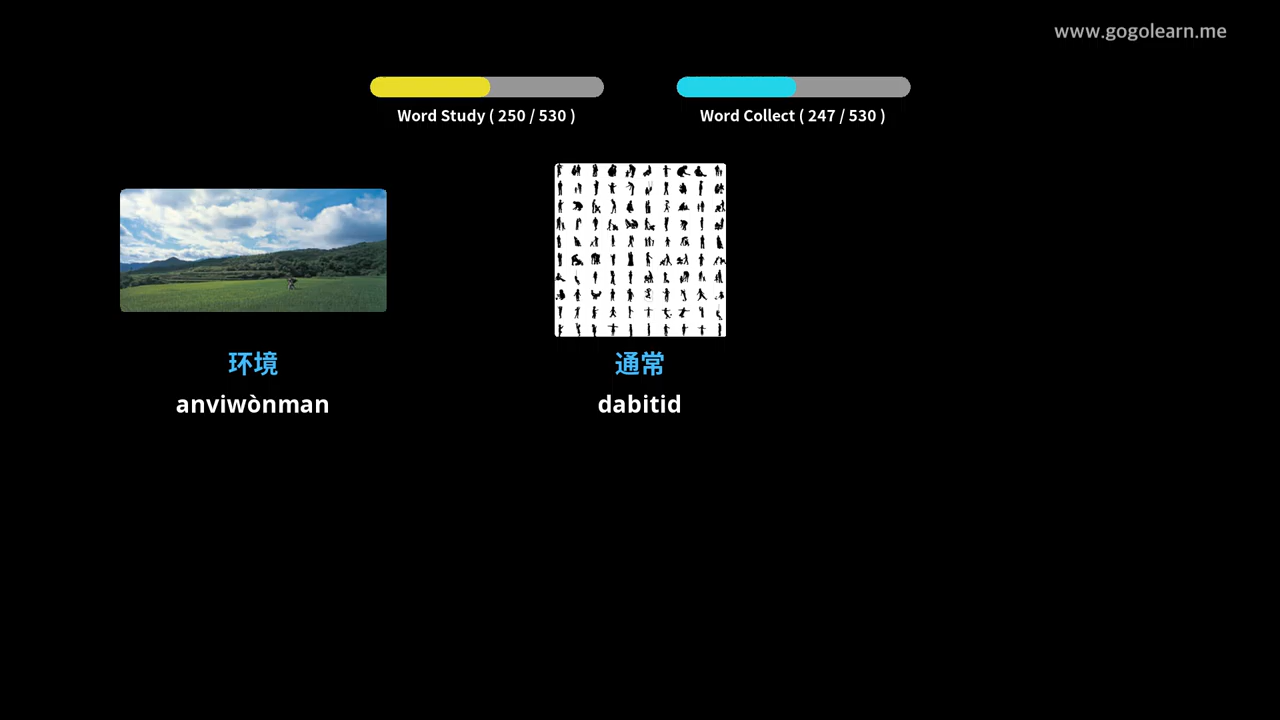 www.gogolearn.me
Word Study ( 250 / 530 )
Word Collect ( 247 / 530 )
环境
通常
anviwònman
dabitid